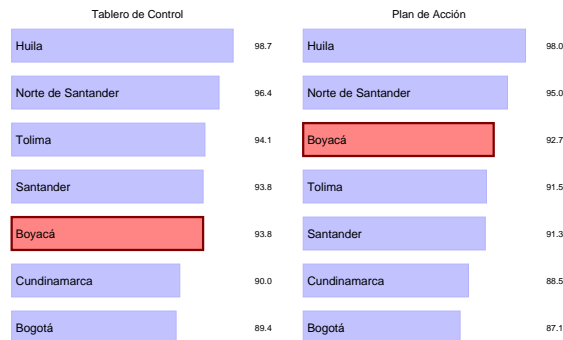 Tablero de Control
Huila 98.7
Norte de Santander 96.4
Tolima 94.1
Santander 93.8
Boyacá 93.8
Cundinamarca 90.0
Bogotá 89.4
Plan de Acción
Huila 98.0
Norte de Santander 95.0
Boyacá 92.7
Tolima 91.5
Santander 91.3
Cundinamarca 88.5
Bogotá 87.1